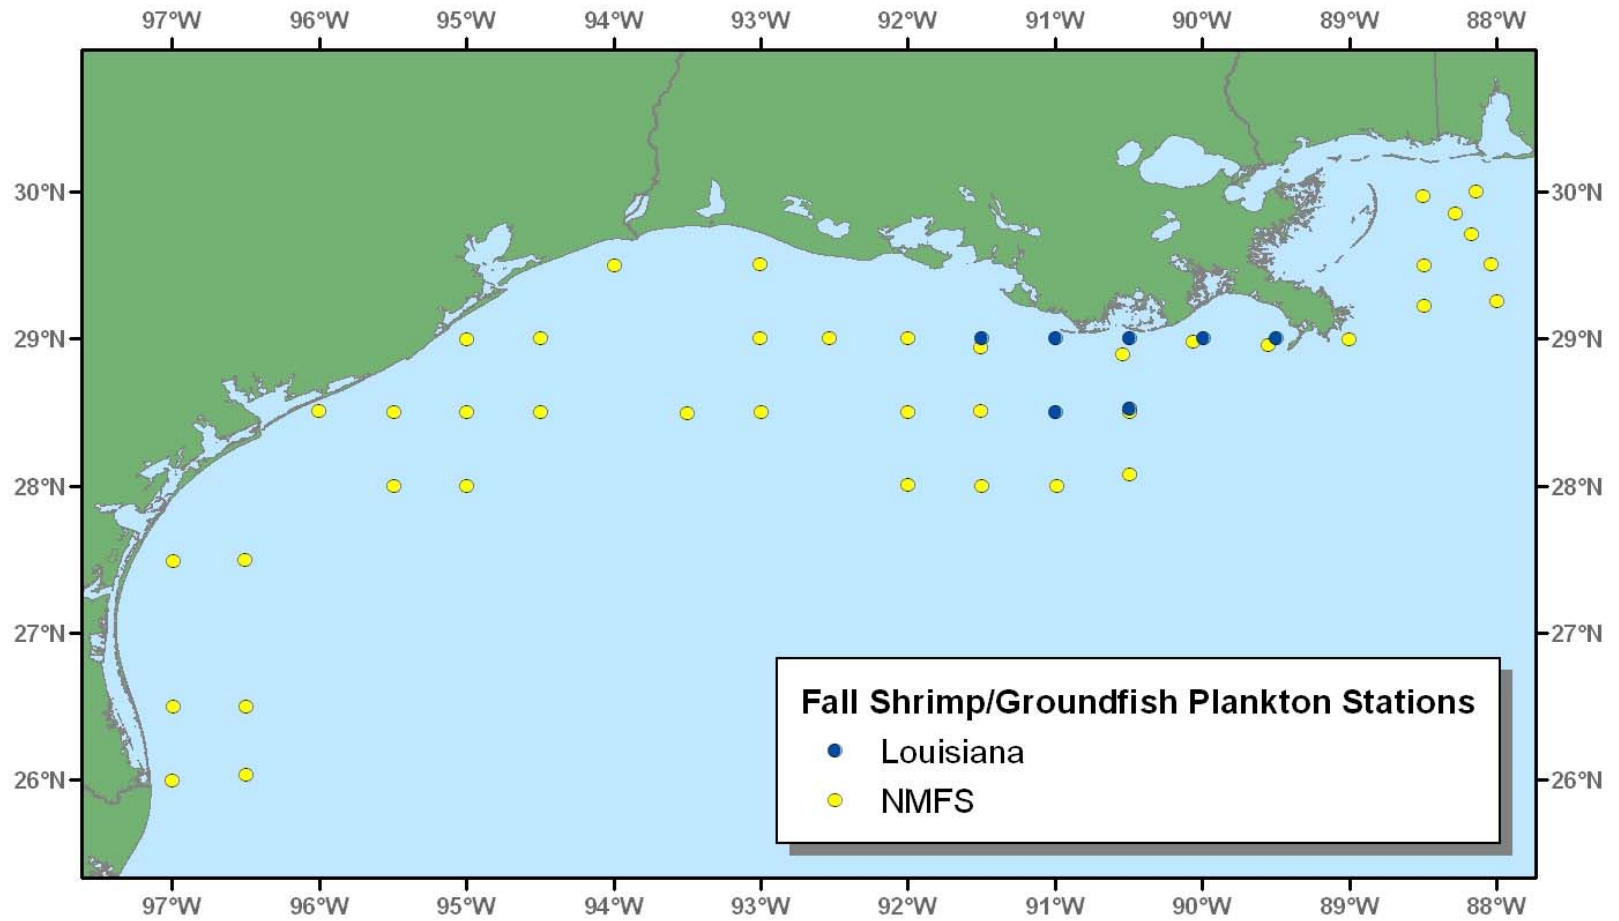 97°W 96°W 95°W 94°W 93°W 92°W 91°W 90°W 89°W 88°W
30°N 30°N
29°N 29°N
28°N 28°N
27°N 27°N
Fall Shrimp/Groundfish Plankton Stations
Louisiana
26°N 26°N
NMFS
97°W 96°W 95°W 94°W 93°W 92°W 91°W 90°W 89°W 88°W